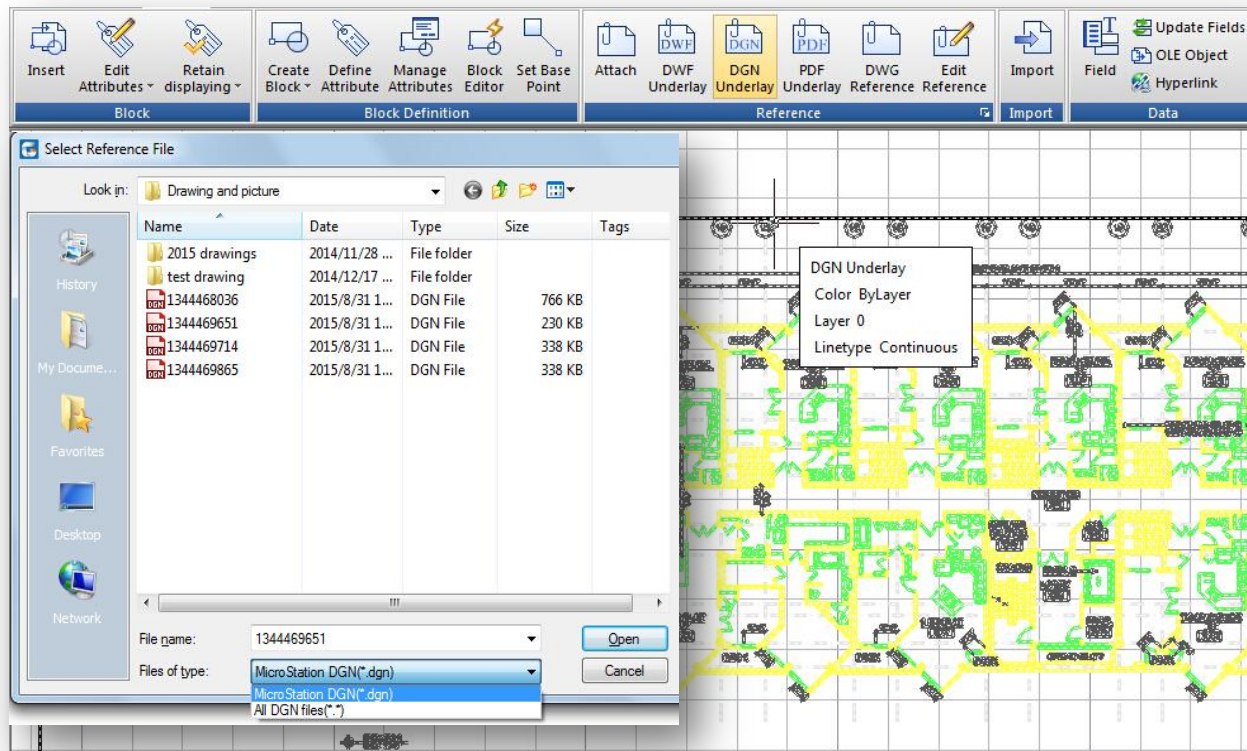 Insert
Edit Attributes
Retain displaying
Block
Create Block
Define Attribute
Manage Attributes
Block Editor
Set Base Point
Block Definition
Attach
DWF
DWF Underlay
DGN
DGN Underlay
PDF
PDF Underlay
DWG Reference
Edit Reference
Reference
Import
Import
Field
Update Fields
OLE Object
Hyperlink
Data
Select Reference File
Look in: Drawing and picture
Name Date Type Size Tags
2015 drawings 2014/11/28 ... File folder
test drawing 2014/12/17 ... File folder
DGN 1344468036 2015/8/31 1... DGN File 766 KB
DGN 1344469651 2015/8/31 1... DGN File 230 KB
DGN 1344469714 2015/8/31 1... DGN File 338 KB
DGN 1344469865 2015/8/31 1... DGN File 338 KB
History
My Docume...
Favorites
Desktop
Network
File name: 1344469651 Open
Files of type: MicroStation DGN(*.dgn) Cancel
MicroStation DGN(*.dgn)
All DGN files(*.*)
DGN Underlay
Color ByLayer
Layer 0
Linetype Continuous